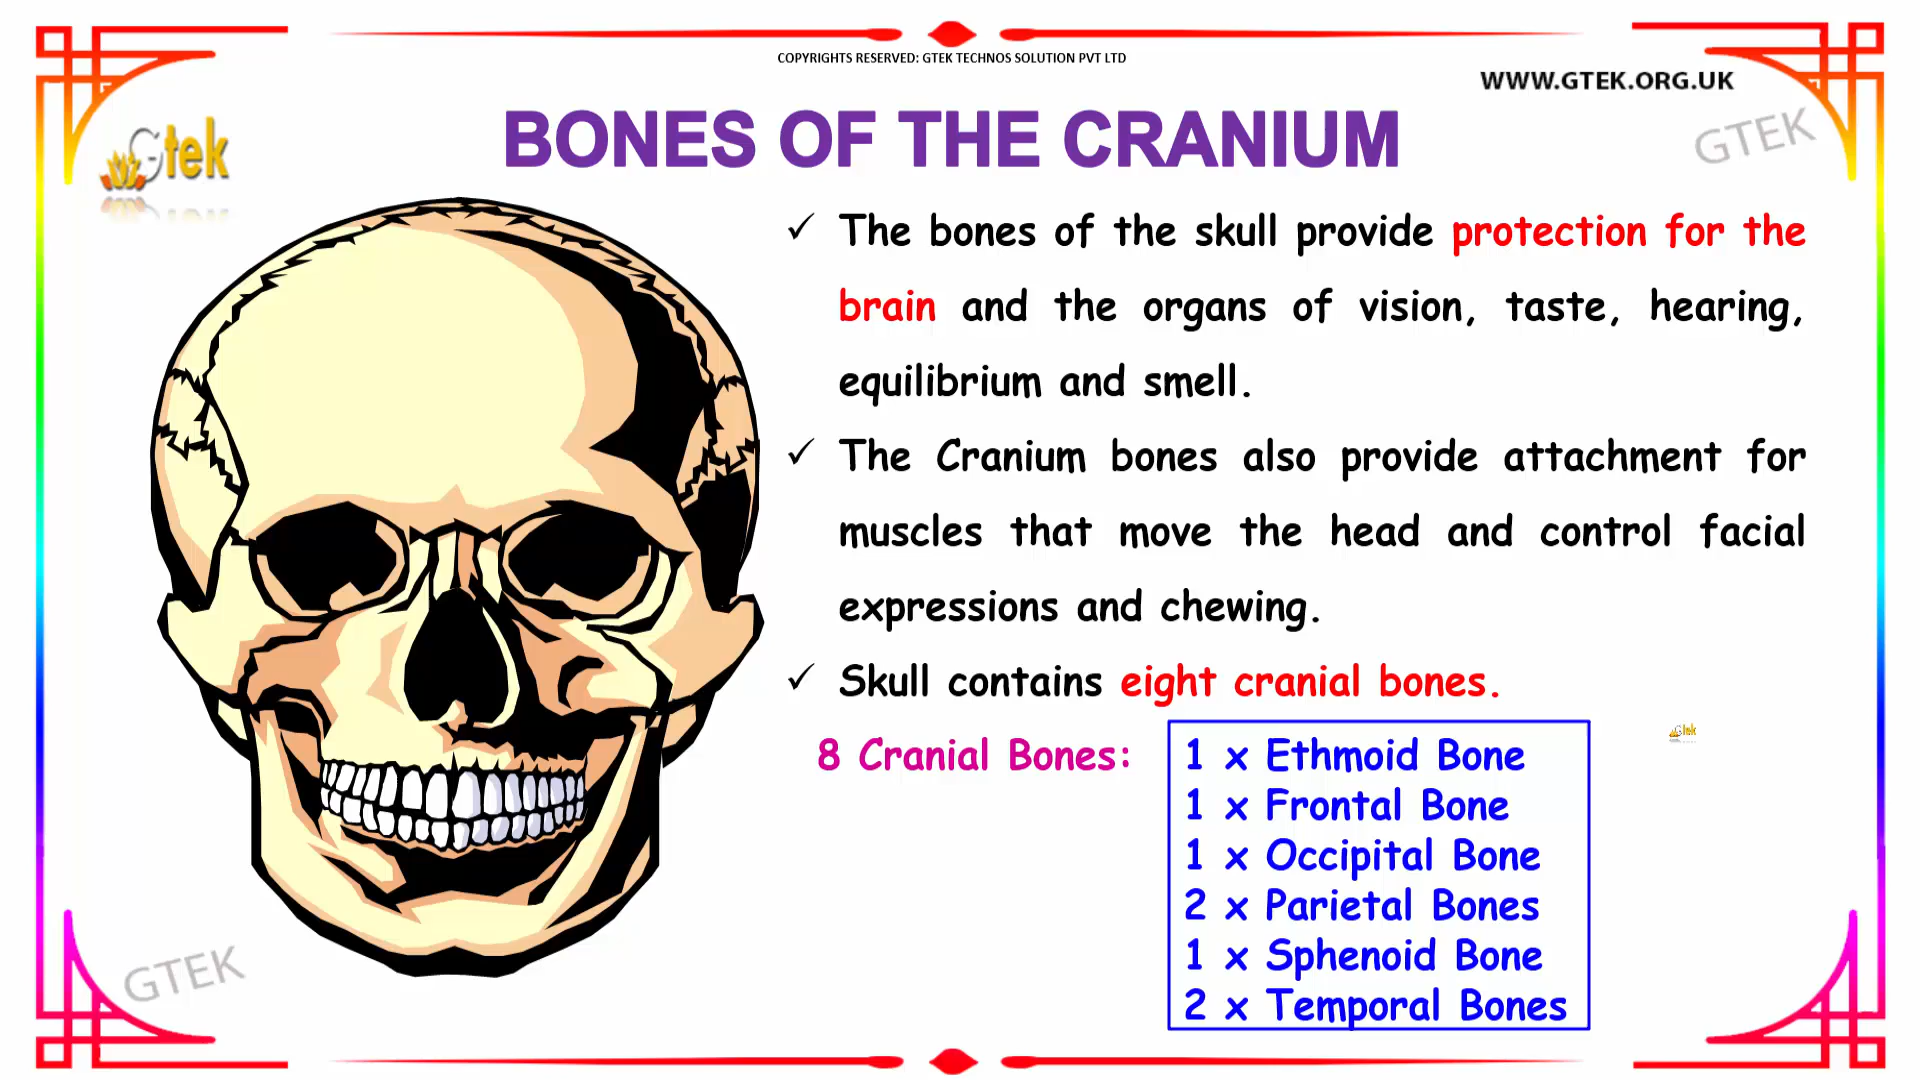 COPYRIGHTS RESERVED: GTEK TECHNOS SOLUTION PVT LTD
WWW.GTEK.ORG.UK
Gtek
GTEK
BONES OF THE CRANIUM
✓ The bones of the skull provide protection for the
brain and the organs of vision, taste, hearing,
equilibrium and smell.
✓ The Cranium bones also provide attachment for
muscles that move the head and control facial
expressions and chewing.
✓ Skull contains eight cranial bones.
Gtek
8 Cranial Bones:
1 x Ethmoid Bone
1 x Frontal Bone
1 x Occipital Bone
2 x Parietal Bones
1 x Sphenoid Bone
2 x Temporal Bones
GTEK